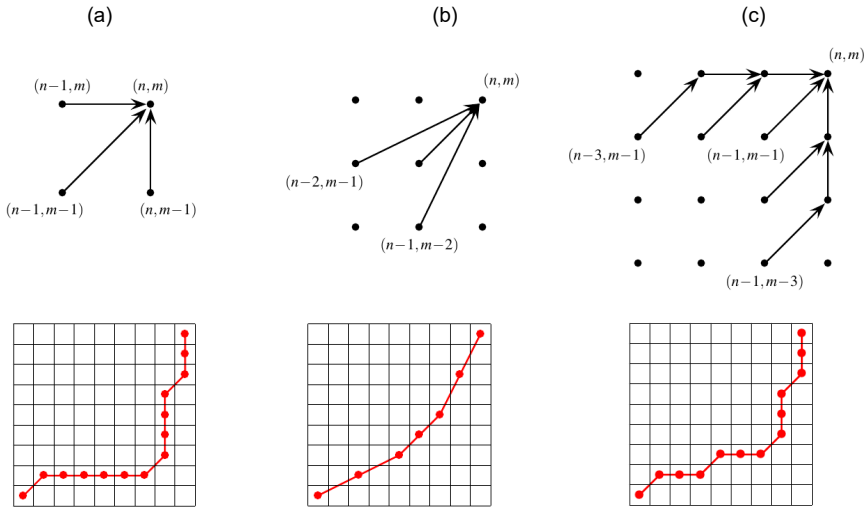 (a)
(b)
(c)
(n−1,m)
(n,m)
(n−1,m−1)
(n,m−1)
(n,m)
(n−2,m−1)
(n−1,m−2)
(n,m)
(n−3,m−1)
(n−1,m−1)
(n−1,m−3)